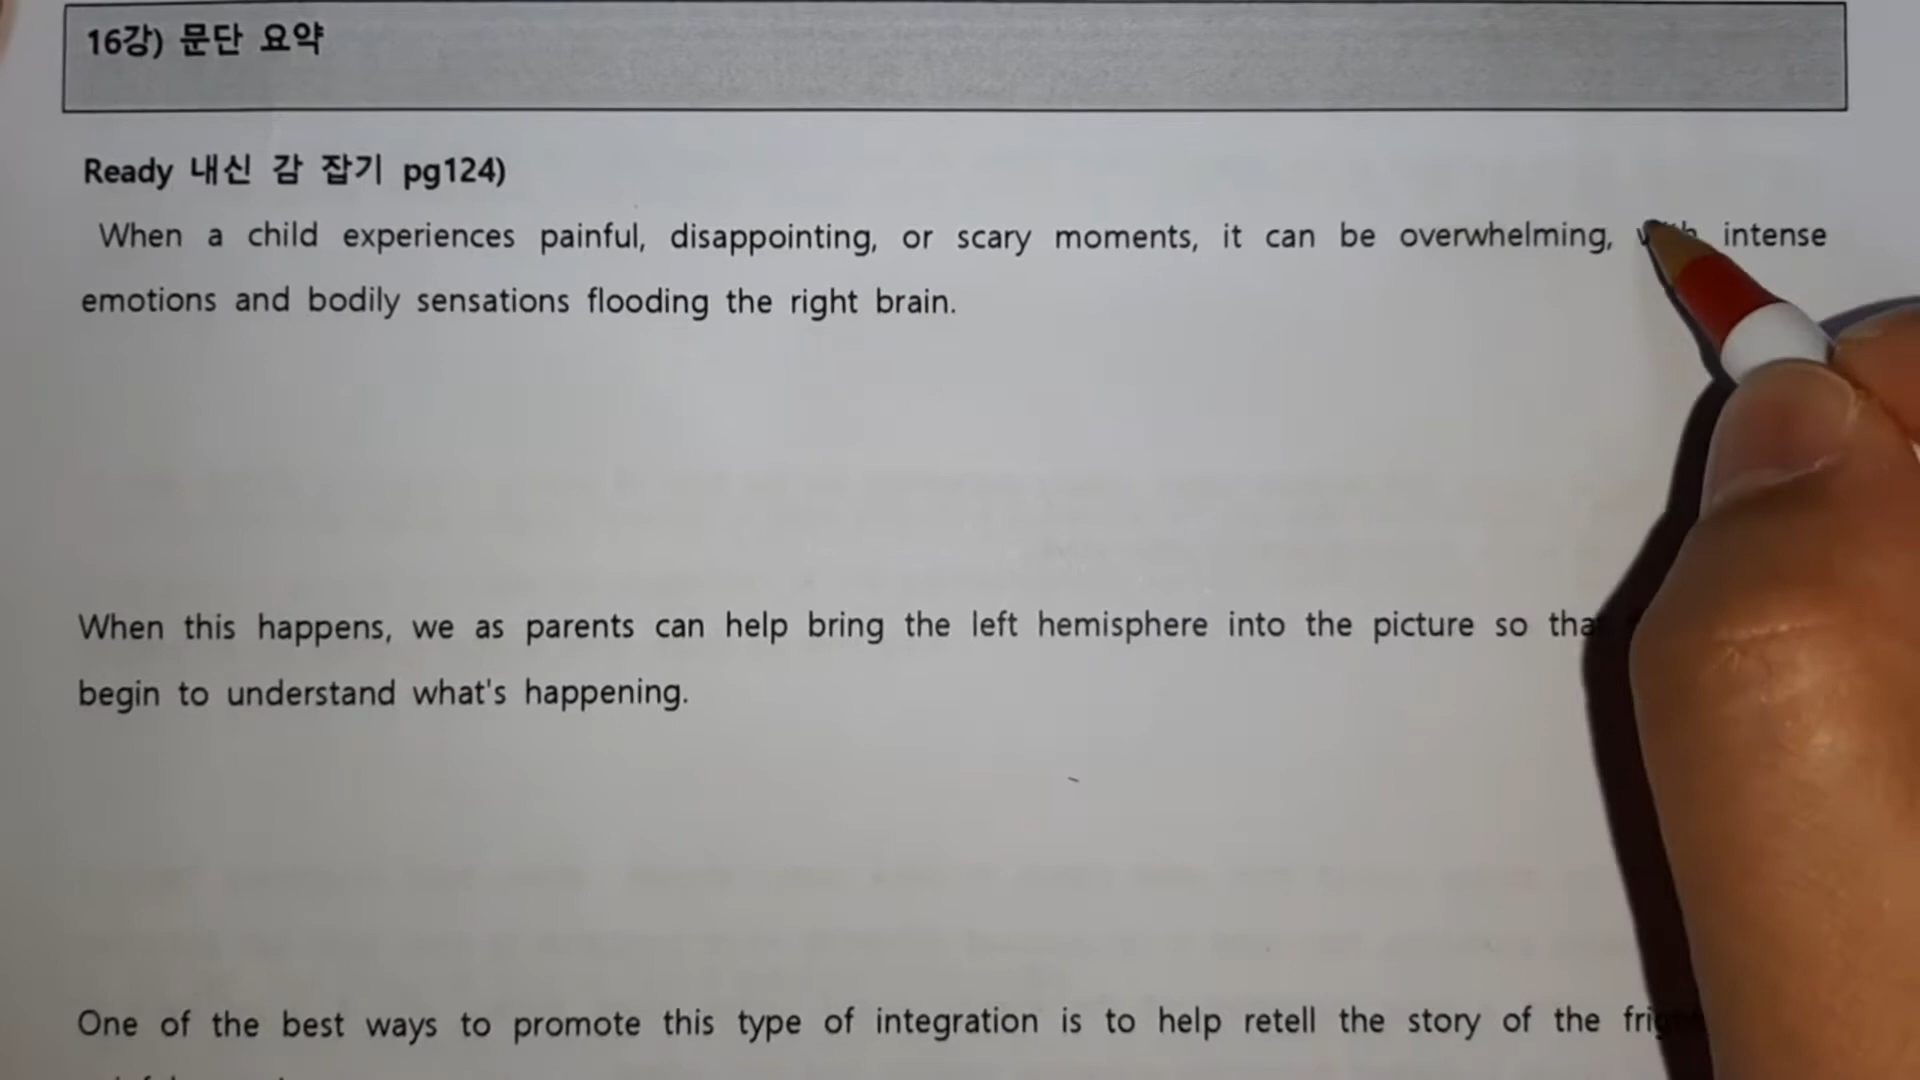 16강) 문단 요약
Ready 내신 감 잡기 pg124)
When a child experiences painful, disappointing, or scary moments, it can be overwhelming, with intense
emotions and bodily sensations flooding the right brain.
When this happens, we as parents can help bring the left hemisphere into the picture so that
begin to understand what's happening.
One of the best ways to promote this type of integration is to help retell the story of the